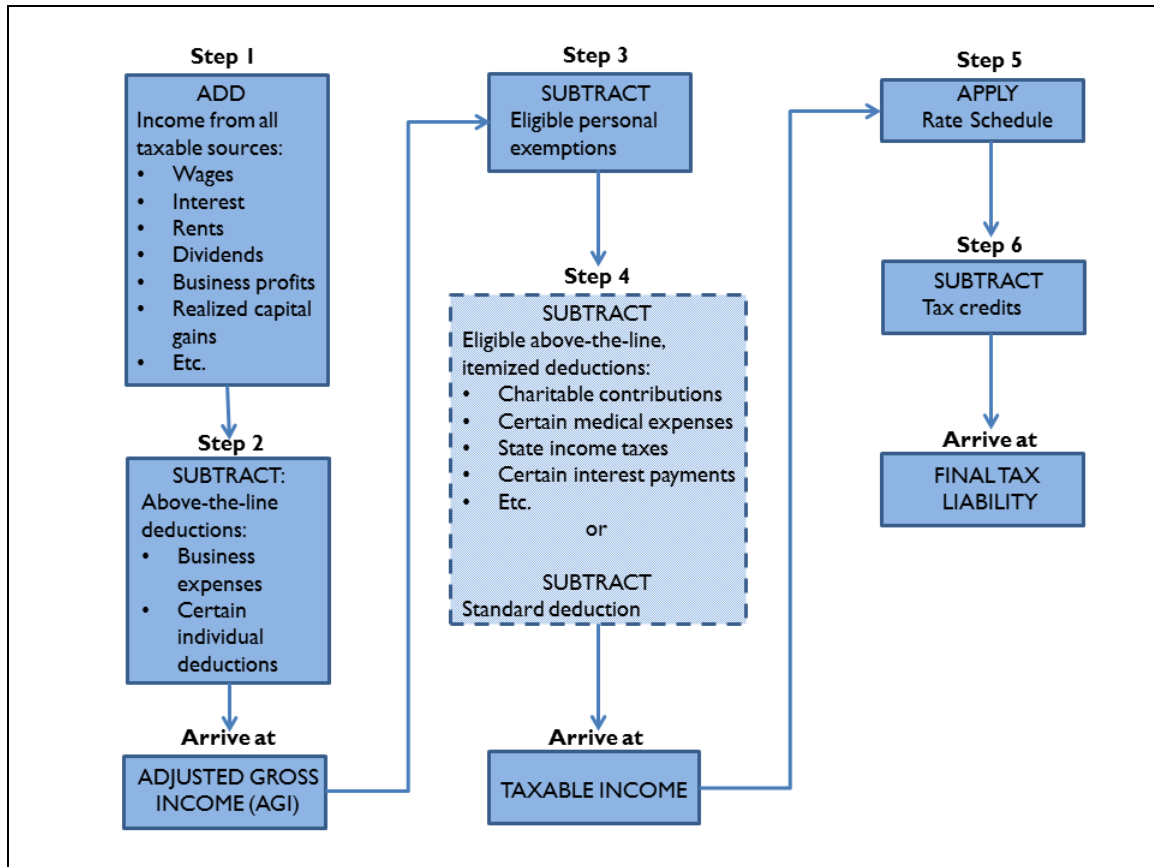 Step 1
ADD
Income from all
taxable sources:
• Wages
• Interest
• Rents
• Dividends
• Business profits
• Realized capital
gains
• Etc.
Step 2
SUBTRACT:
Above-the-line
deductions:
• Business
expenses
• Certain
individual
deductions
Arrive at
ADJUSTED GROSS
INCOME (AGI)
Step 3
SUBTRACT
Eligible personal
exemptions
Step 4
SUBTRACT
Eligible above-the-line,
itemized deductions:
• Charitable contributions
• Certain medical expenses
• State income taxes
• Certain interest payments
• Etc.
or
SUBTRACT
Standard deduction
Arrive at
TAXABLE INCOME
Step 5
APPLY
Rate Schedule
Step 6
SUBTRACT
Tax credits
Arrive at
FINAL TAX
LIABILITY